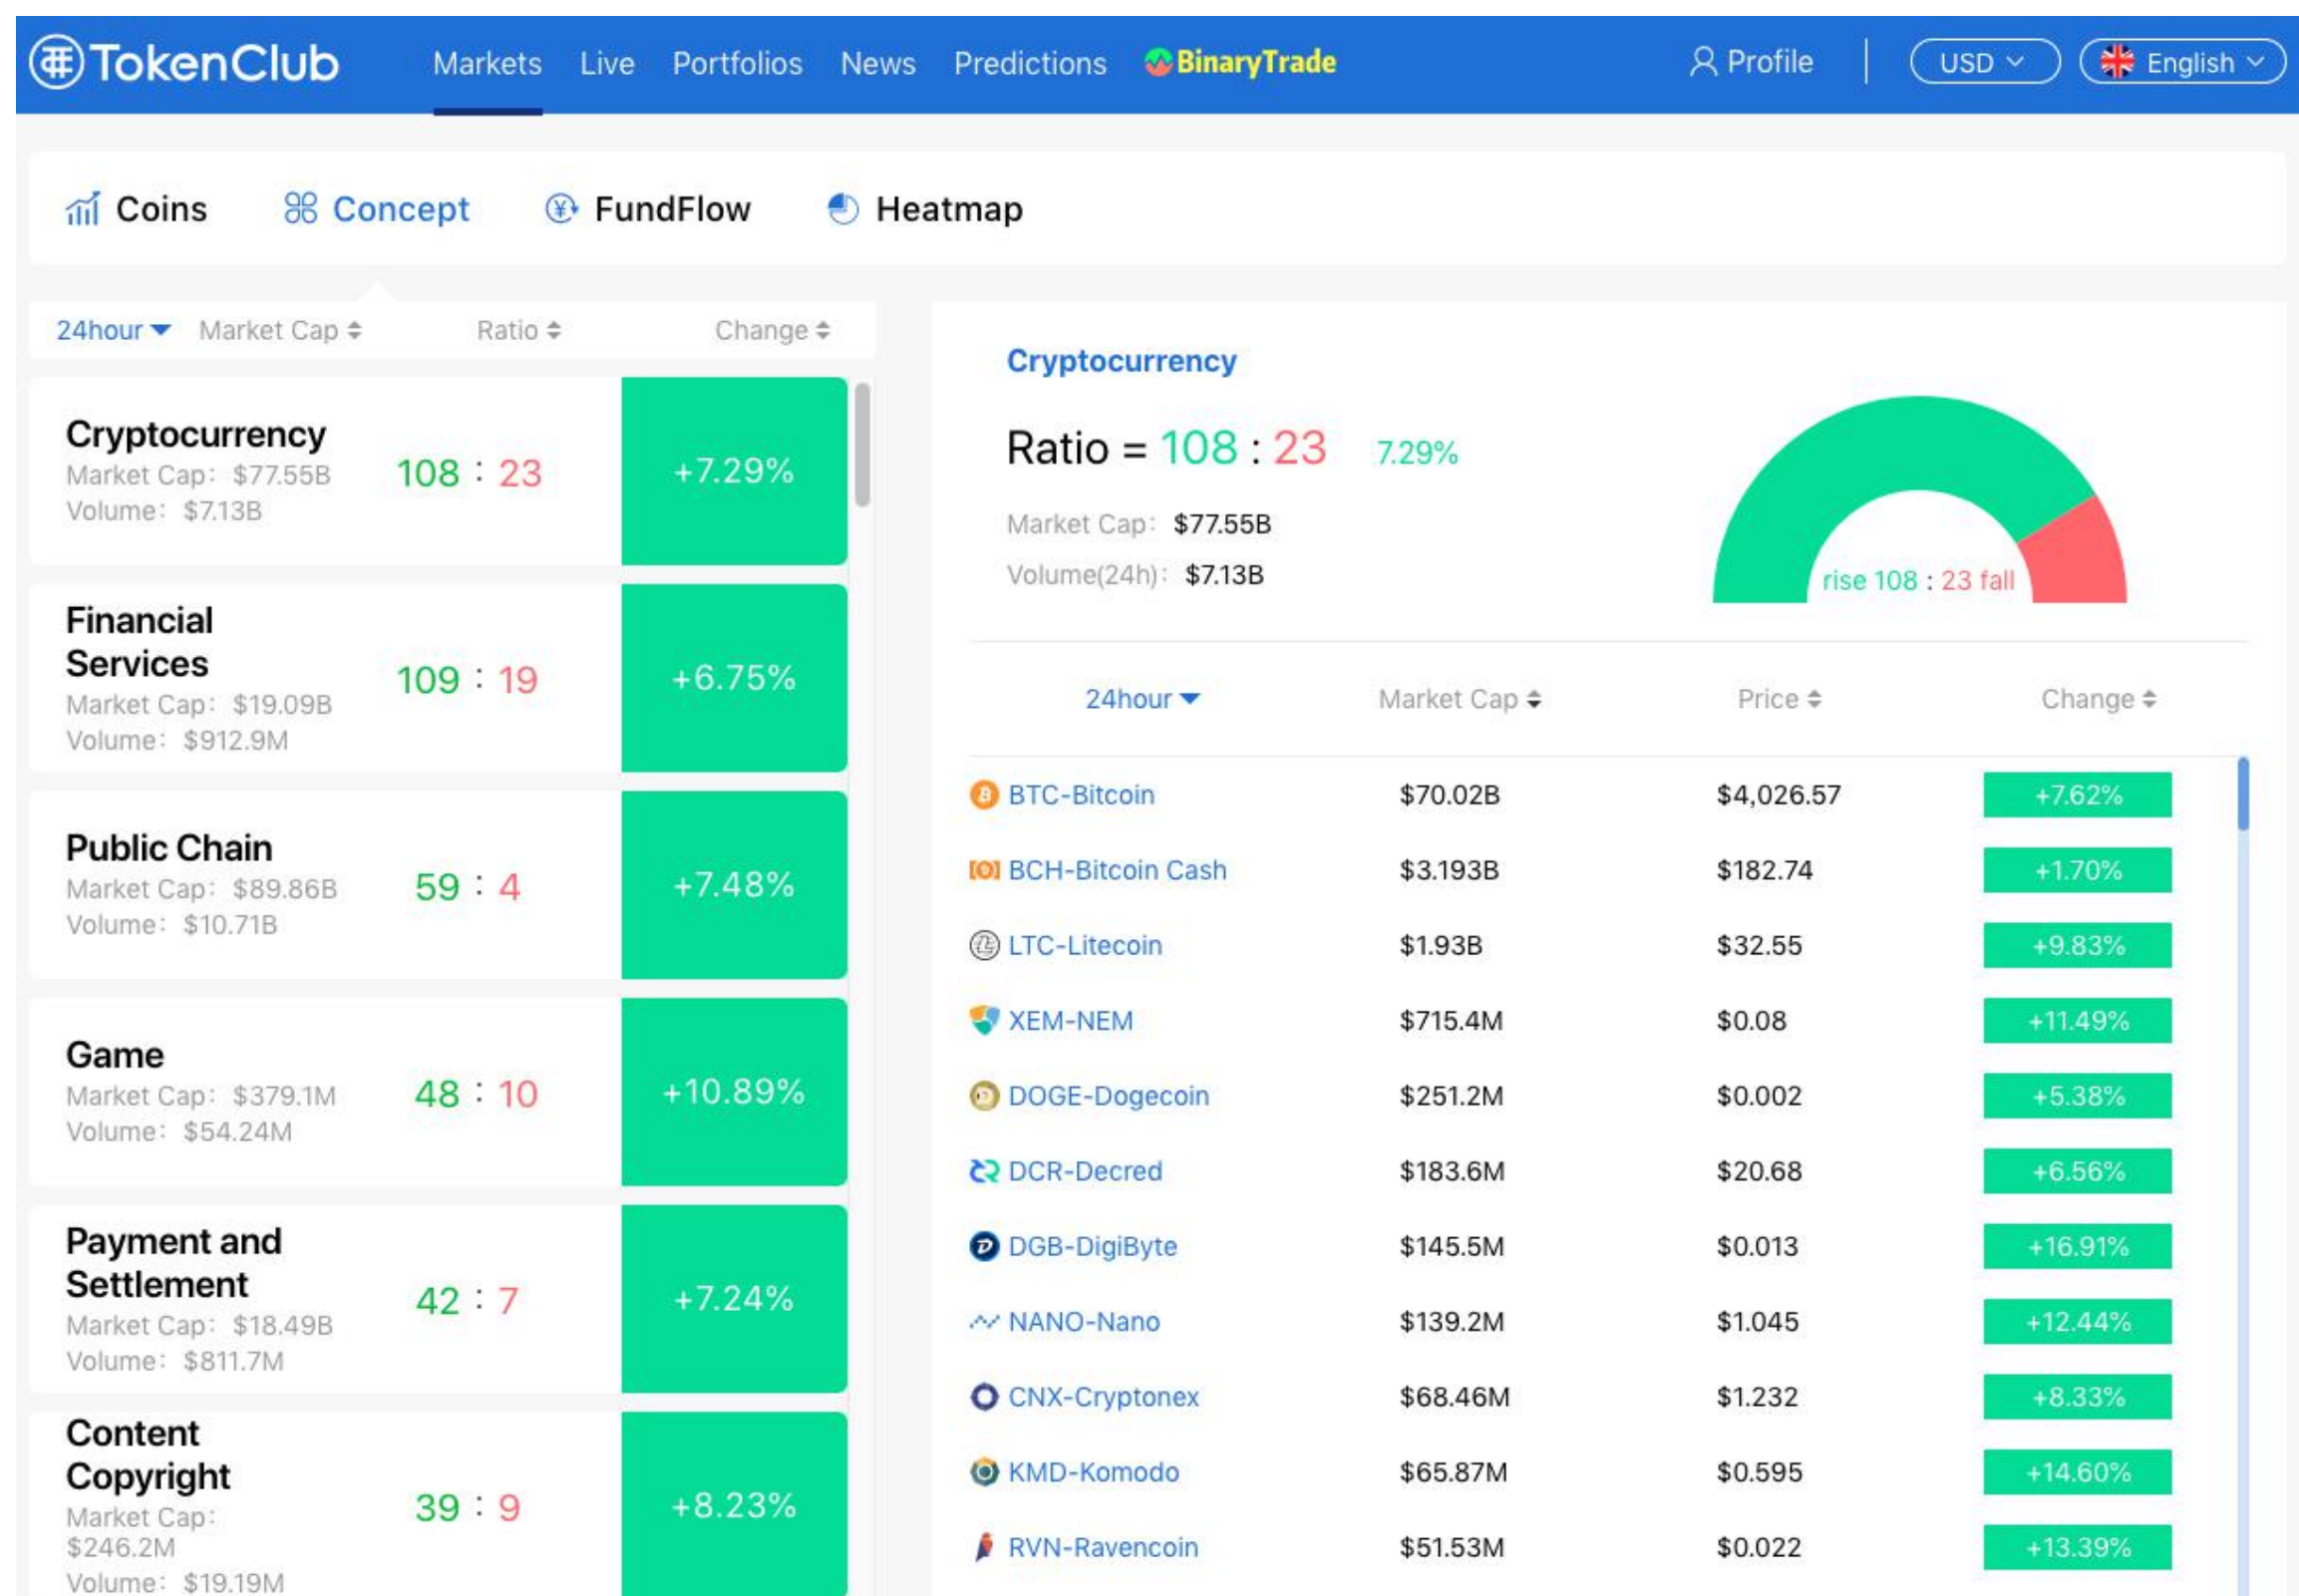 TokenClub Markets Live Portfolios News Predictions BinaryTrade Profile USD English
Coins Concept FundFlow Heatmap
24hour Market Cap Ratio Change
Cryptocurrency
Market Cap: $77.55B
Volume: $7.13B
108 : 23
+7.29%
Financial
Services
Market Cap: $19.09B
Volume: $912.9M
109 : 19
+6.75%
Public Chain
Market Cap: $89.86B
Volume: $10.71B
59 : 4
+7.48%
Game
Market Cap: $379.1M
Volume: $54.24M
48 : 10
+10.89%
Payment and
Settlement
Market Cap: $18.49B
Volume: $811.7M
42 : 7
+7.24%
Content
Copyright
Market Cap:
$246.2M
Volume: $19.19M
39 : 9
+8.23%
Cryptocurrency
Ratio = 108 : 23 7.29%
Market Cap: $77.55B
Volume(24h): $7.13B
rise 108 : 23 fall
24hour Market Cap Price Change
BTC-Bitcoin $70.02B $4,026.57 +7.62%
BCH-Bitcoin Cash $3.193B $182.74 +1.70%
LTC-Litecoin $1.93B $32.55 +9.83%
XEM-NEM $715.4M $0.08 +11.49%
DOGE-Dogecoin $251.2M $0.002 +5.38%
DCR-Decred $183.6M $20.68 +6.56%
DGB-DigiByte $145.5M $0.013 +16.91%
NANO-Nano $139.2M $1.045 +12.44%
CNX-Cryptonex $68.46M $1.232 +8.33%
KMD-Komodo $65.87M $0.595 +14.60%
RVN-Ravencoin $51.53M $0.022 +13.39%